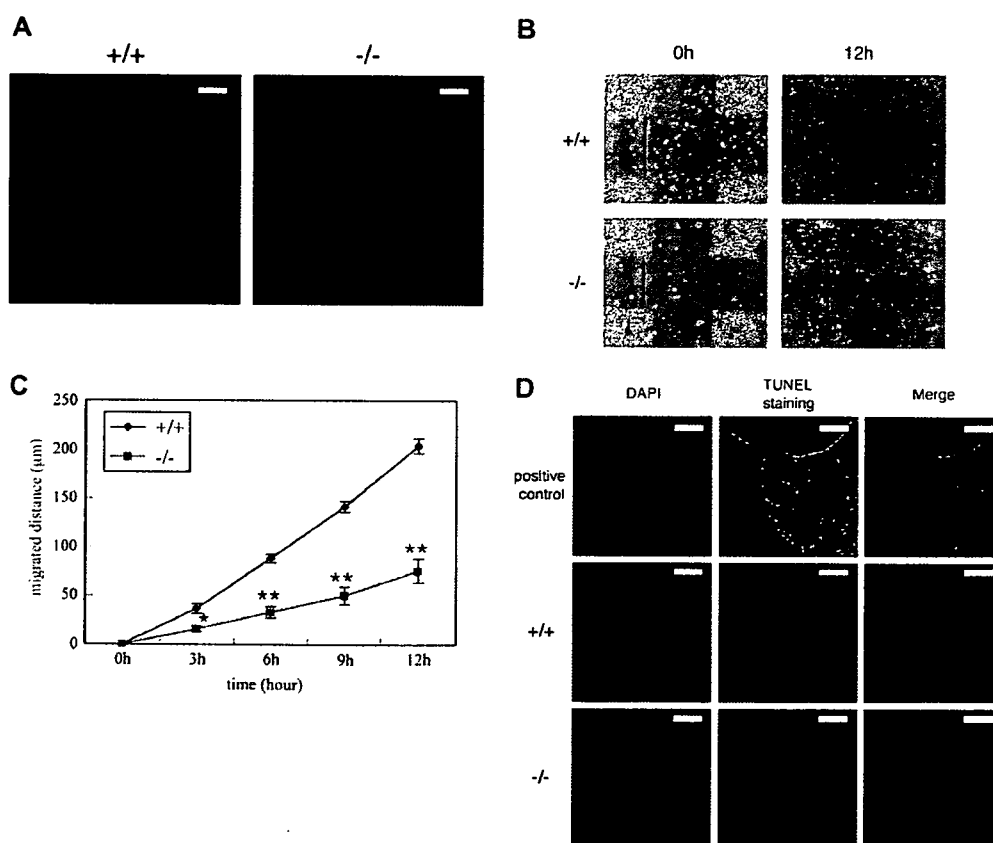 A
+/+ -/-
B
0h 12h
+/+
-/-
C
250
200
150
100
50
0
+/+
-/-
*
**
**
**
0h 3h 6h 9h 12h
migrated distance (μm)
time (hour)
D
DAPI TUNEL staining Merge
positive control
+/+
-/-